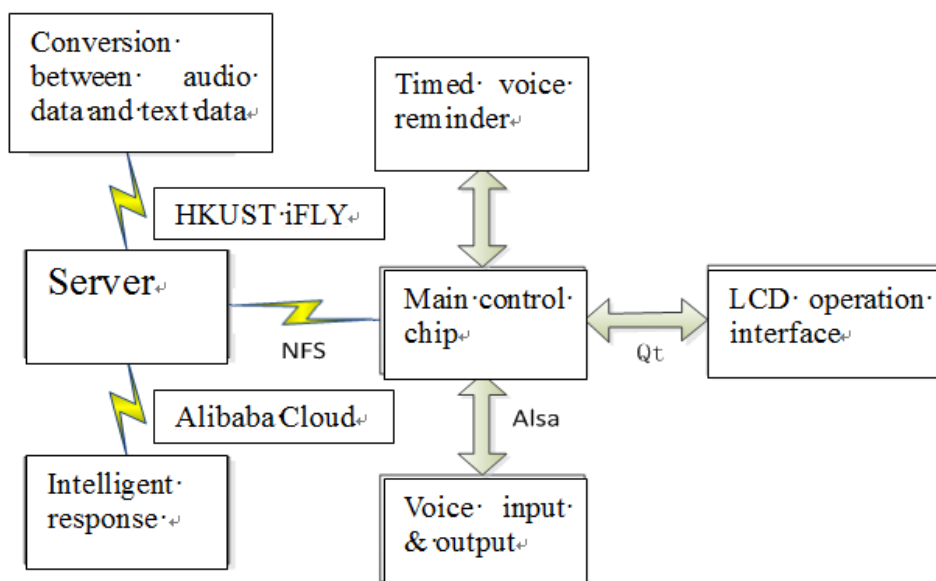 Conversion
between audio
data and text data
Timed voice
reminder
HKUST iFLY
Server
Main control
chip
LCD operation
interface
NFS
Qt
Alibaba Cloud
Alsa
Intelligent
response
Voice input
& output